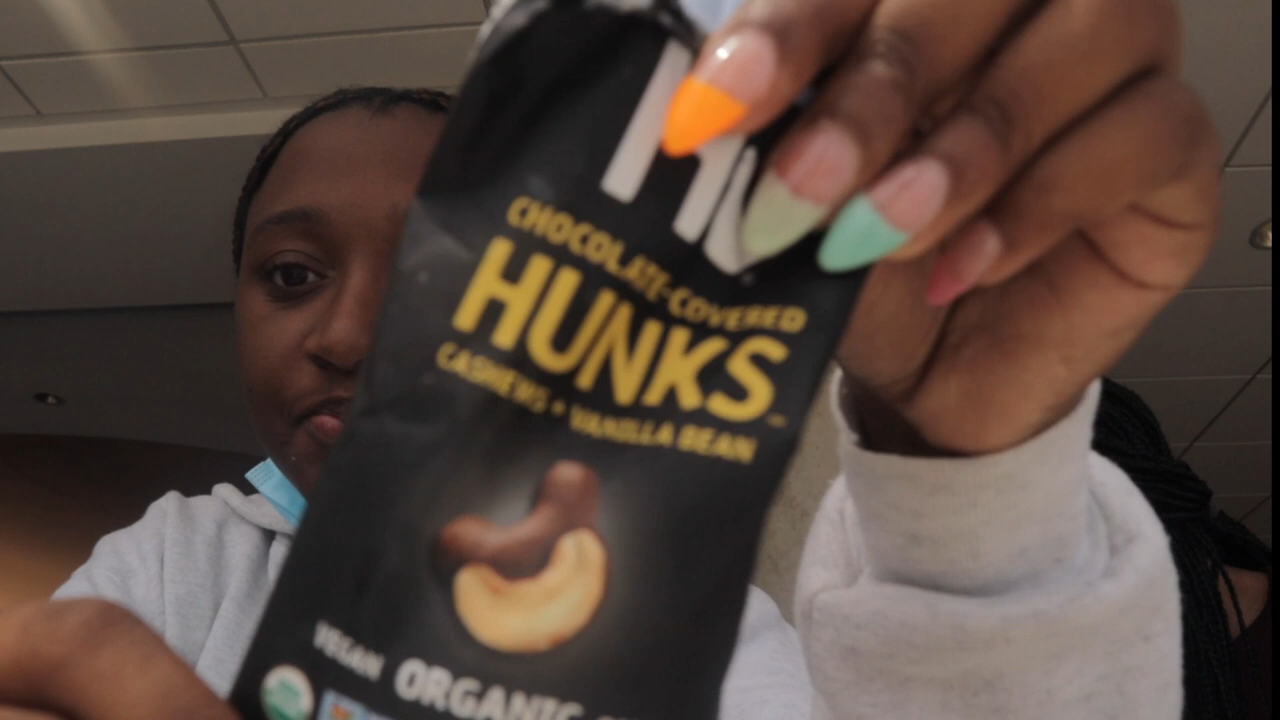 CHOCOLATE-COVERED
HUNKS
CASHEWS + VANILLA BEAN
VEGAN ORGANIC